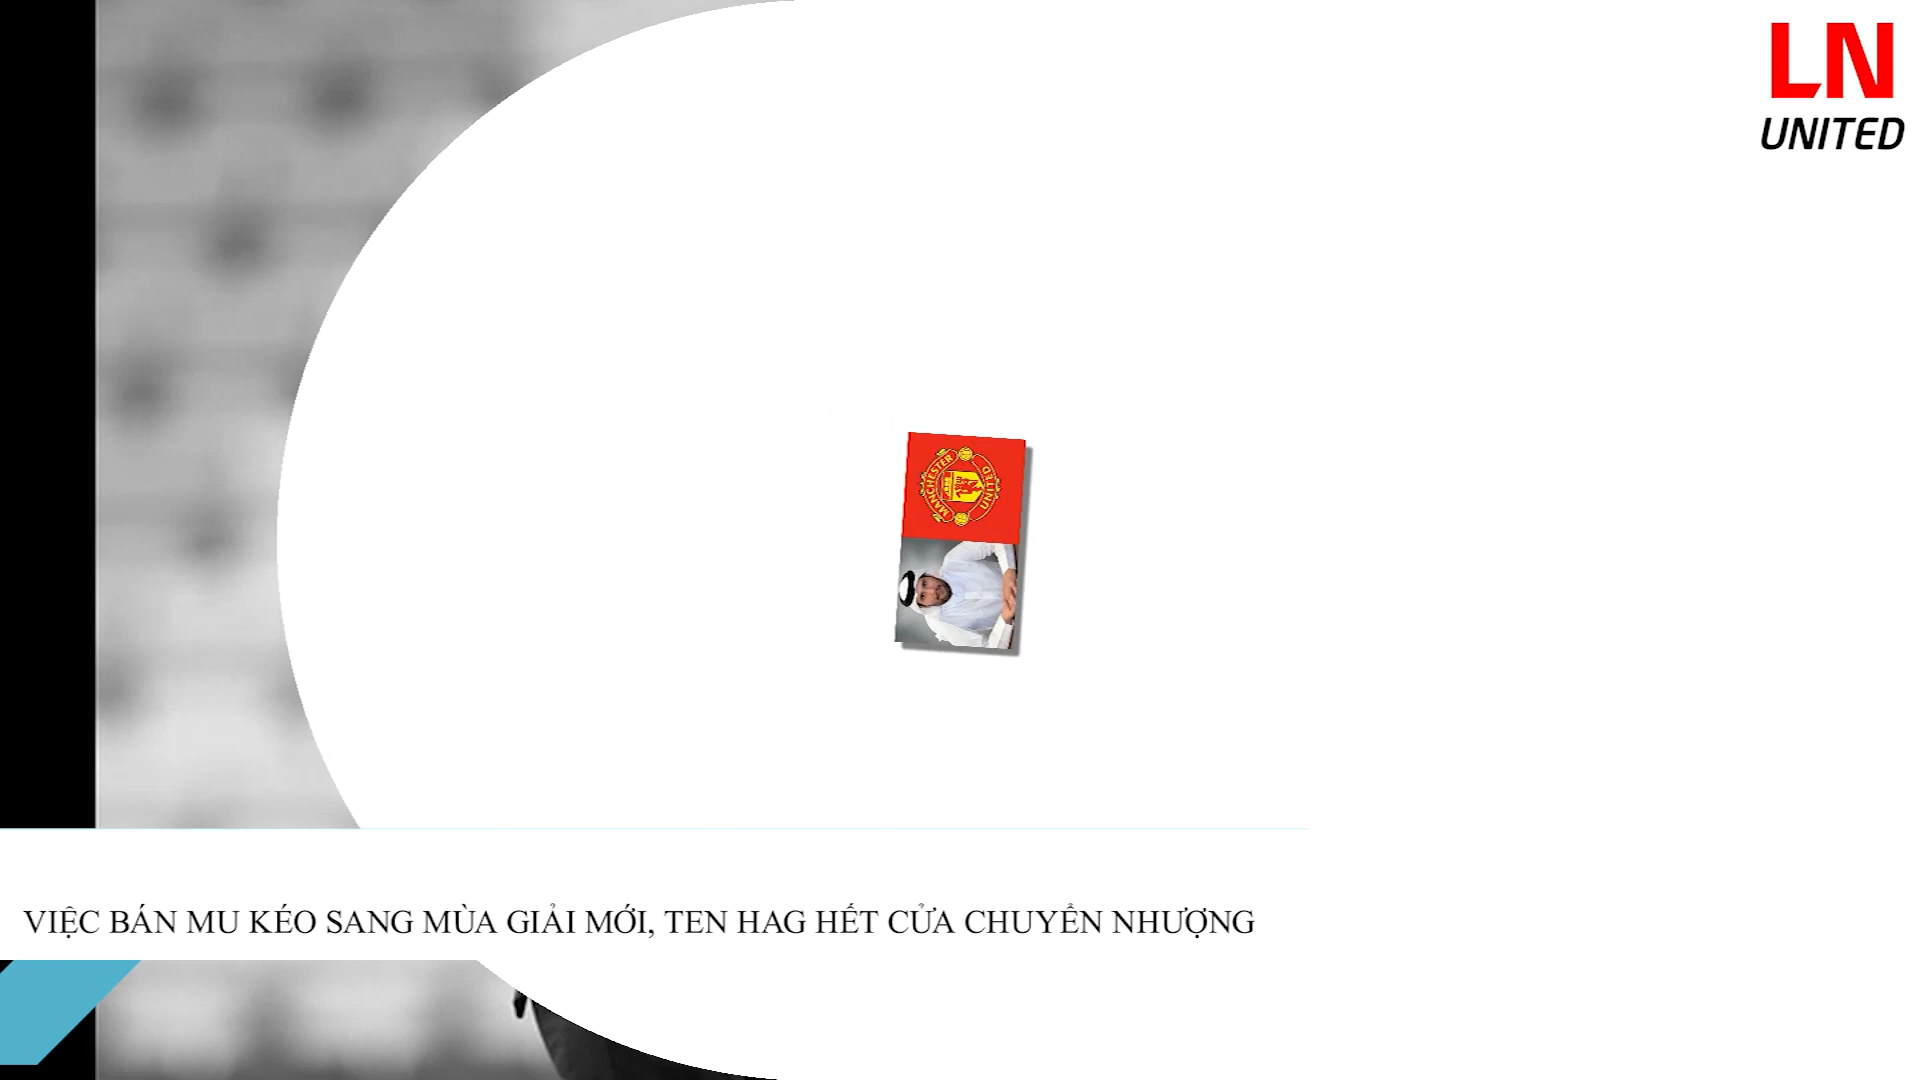 LN
UNITED
MANCHESTER
UNITED
VIỆC BÁN MU KÉO SANG MÙA GIẢI MỚI, TEN HAG HẾT CỬA CHUYỂN NHƯỢNG